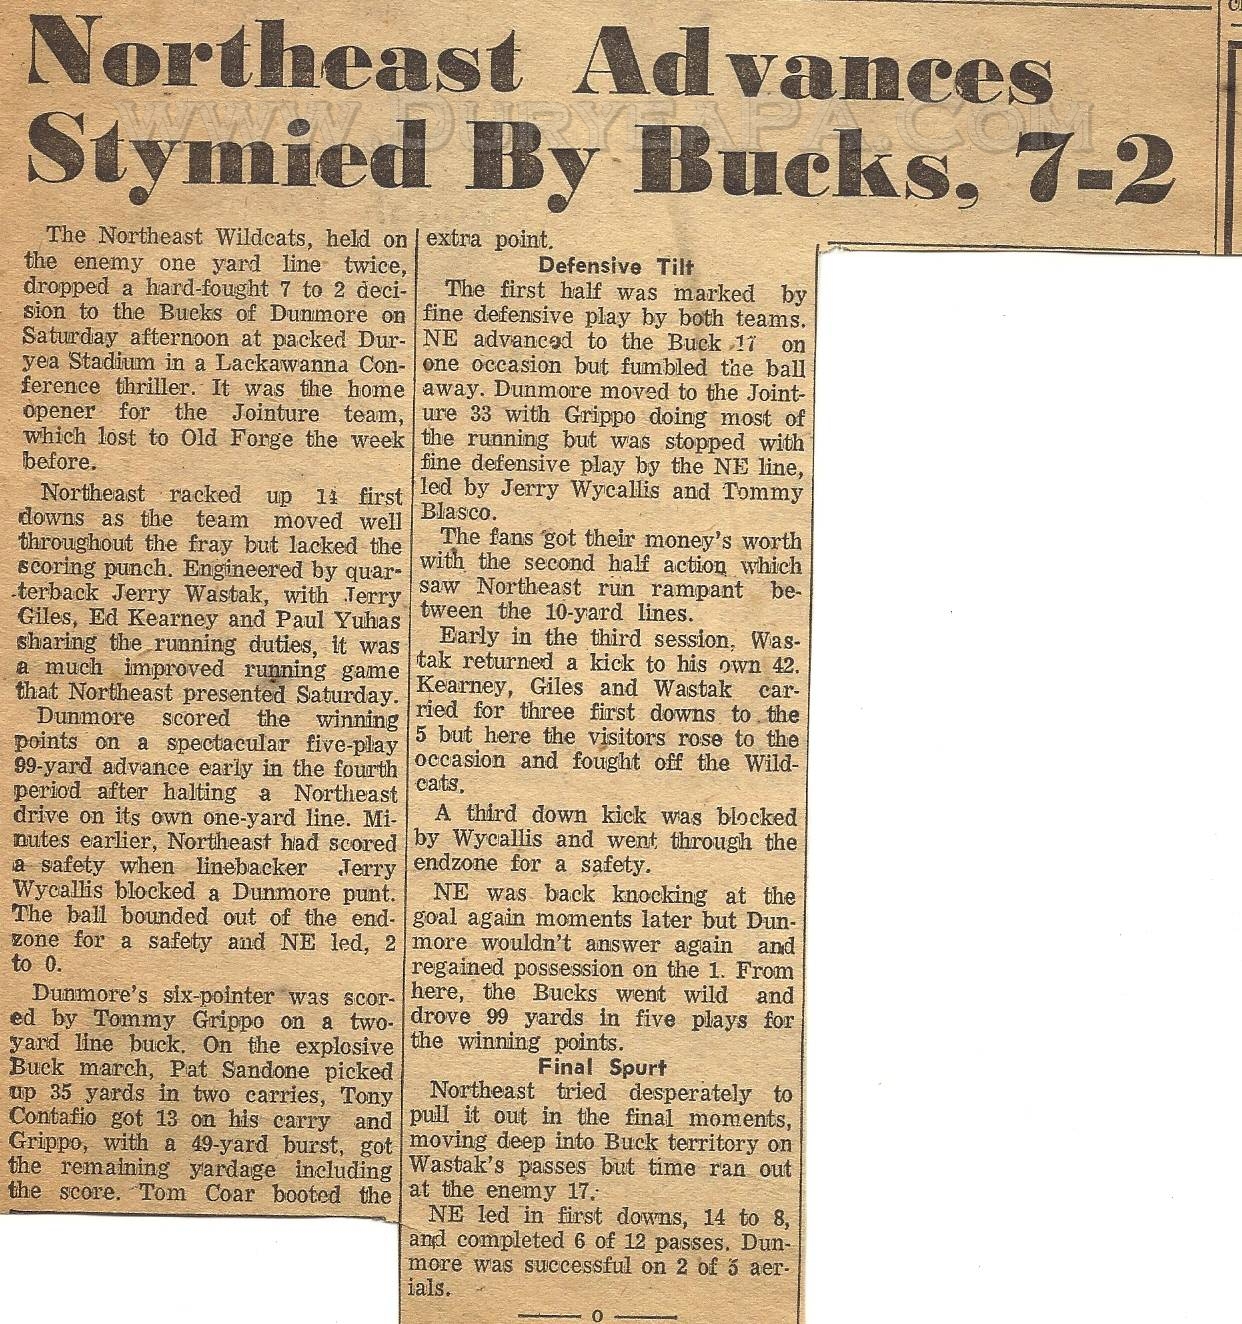 Northeast Advances
Stymied By Bucks, 7-2
www.DuryeaPA.com
The Northeast Wildcats, held on
the enemy one yard line twice,
dropped a hard-fought 7 to 2 deci-
sion to the Bucks of Dunmore on
Saturday afternoon at packed Dur-
yea Stadium in a Lackawanna Con-
ference thriller. It was the home
opener for the Jointure team,
which lost to Old Forge the week
before.
Northeast racked up 14 first
downs as the team moved well
throughout the fray but lacked the
scoring punch. Engineered by quar-
terback Jerry Wastak, with Jerry
Giles, Ed Kearney and Paul Yuhas
sharing the running duties, it was
a much improved running game
that Northeast presented Saturday.
Dunmore scored the winning
points on a spectacular five-play
99-yard advance early in the fourth
period after halting a Northeast
drive on its own one-yard line. Mi-
nutes earlier, Northeast had scored
a safety when linebacker Jerry
Wycallis blocked a Dunmore punt.
The ball bounded out of the end-
zone for a safety and NE led, 2
to 0.
Dunmore's six-pointer was scor-
ed by Tommy Grippo on a two-
yard line buck. On the explosive
Buck march, Pat Sandone picked
up 35 yards in two carries, Tony
Contafio got 13 on his carry and
Grippo, with a 49-yard burst, got
the remaining yardage including
the score. Tom Coar booted the
extra point.
Defensive Tilt
The first half was marked by
fine defensive play by both teams.
NE advanced to the Buck 17 on
one occasion but fumbled the ball
away. Dunmore moved to the Joint-
ure 33 with Grippo doing most of
the running but was stopped with
fine defensive play by the NE line,
led by Jerry Wycallis and Tommy
Blasco.
The fans got their money's worth
with the second half action which
saw Northeast run rampant be-
tween the 10-yard lines.
Early in the third session, Was-
tak returned a kick to his own 42.
Kearney, Giles and Wastak car-
ried for three first downs to the
5 but here the visitors rose to the
occasion and fought off the Wild-
cats.
A third down kick was blocked
by Wycallis and went through the
endzone for a safety.
NE was back knocking at the
goal again moments later but Dun-
more wouldn't answer again and
regained possession on the 1. From
here, the Bucks went wild and
drove 99 yards in five plays for
the winning points.
Final Spurt
Northeast tried desperately to
pull it out in the final moments,
moving deep into Buck territory on
Wastak's passes but time ran out
at the enemy 17.
NE led in first downs, 14 to 8,
and completed 6 of 12 passes. Dun-
more was successful on 2 of 5 aer-
ials.